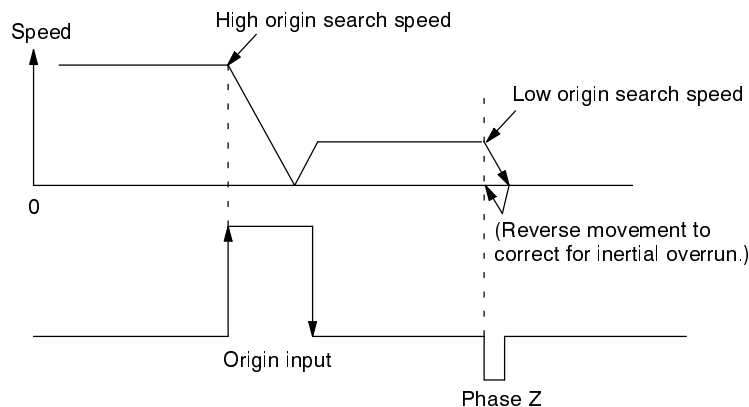 High origin search speed
Speed
Low origin search speed
0
(Reverse movement to
correct for inertial overrun.)
Origin input
Phase Z